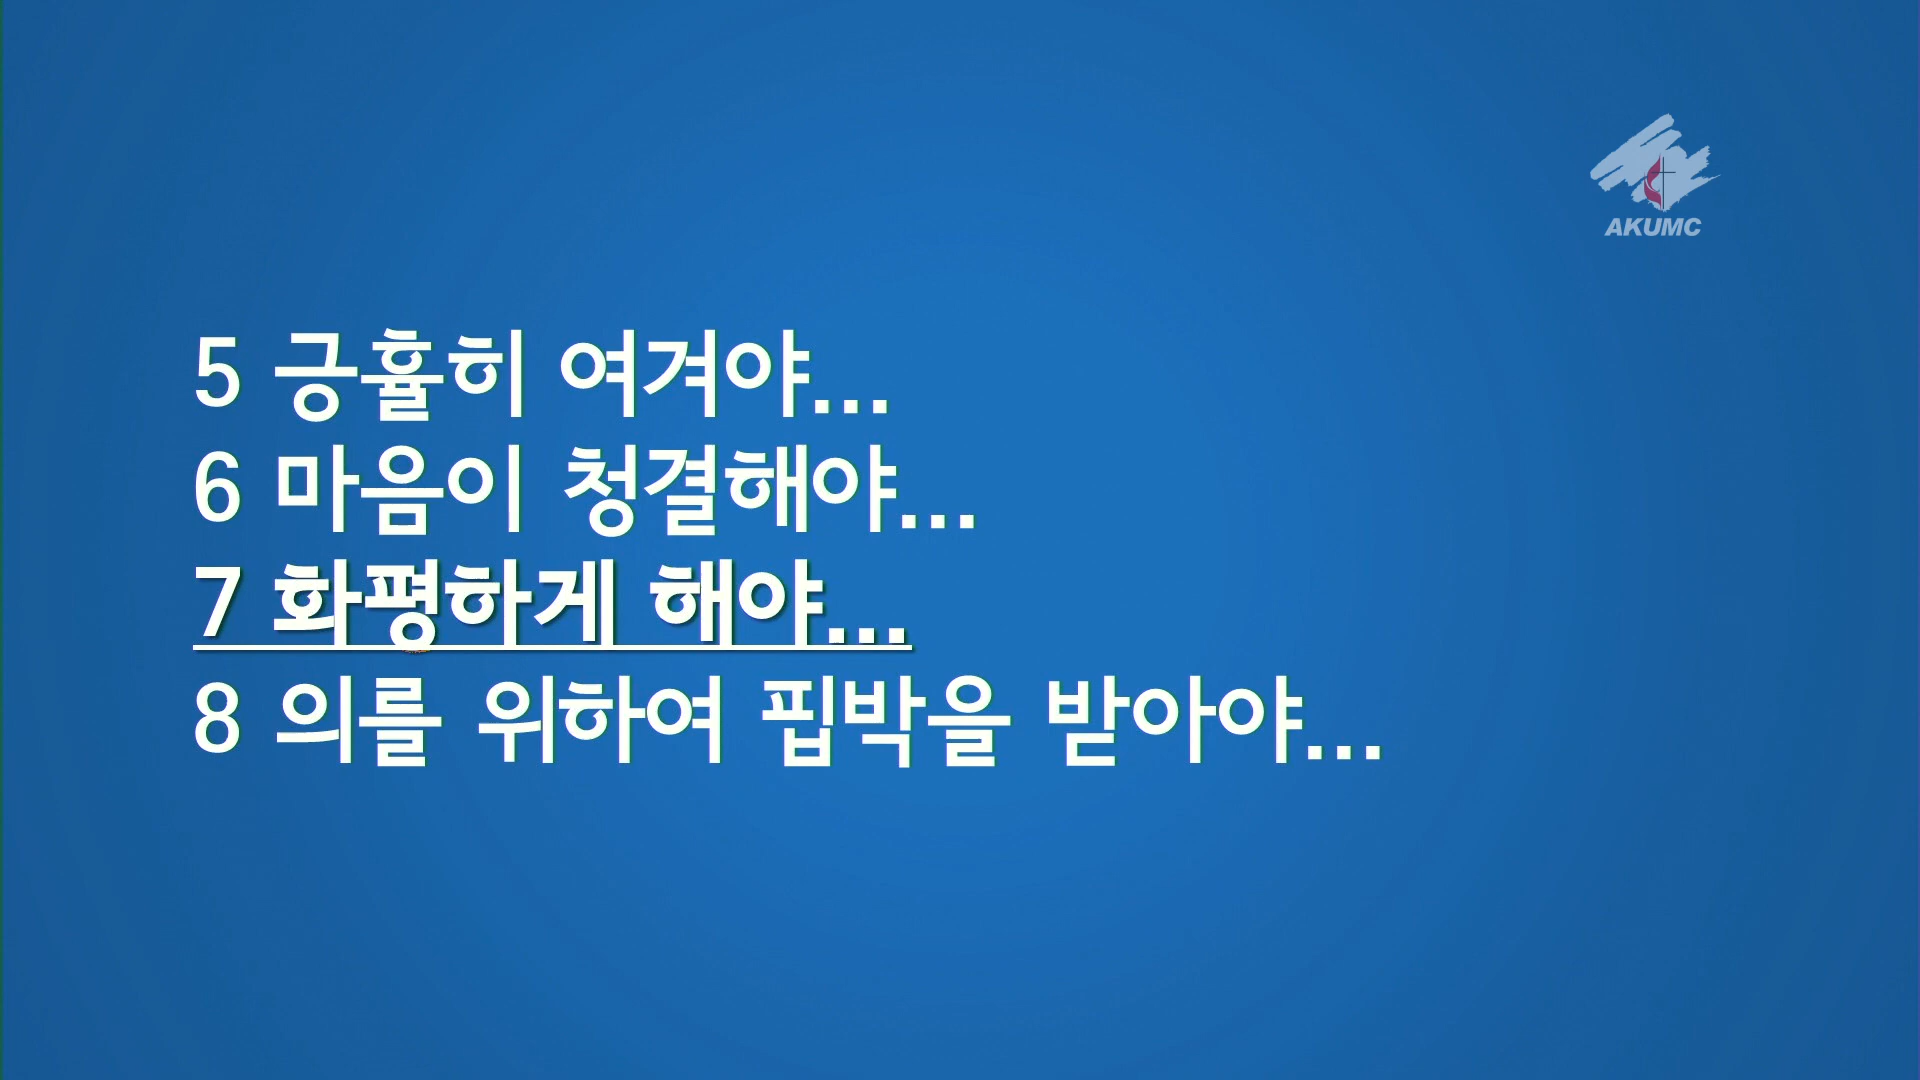 AKUMC
5 긍휼히 여겨야...
6 마음이 청결해야...
7 화평하게 해야...
8 의를 위하여 핍박을 받아야...